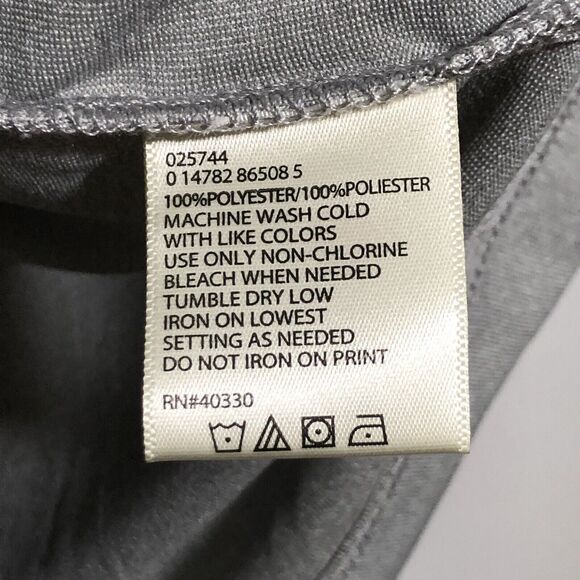 025744
0 14782 86508 5
100%POLYESTER/100%POLIESTER
MACHINE WASH COLD
WITH LIKE COLORS
USE ONLY NON-CHLORINE
BLEACH WHEN NEEDED
TUMBLE DRY LOW
IRON ON LOWEST
SETTING AS NEEDED
DO NOT IRON ON PRINT
RN#40330